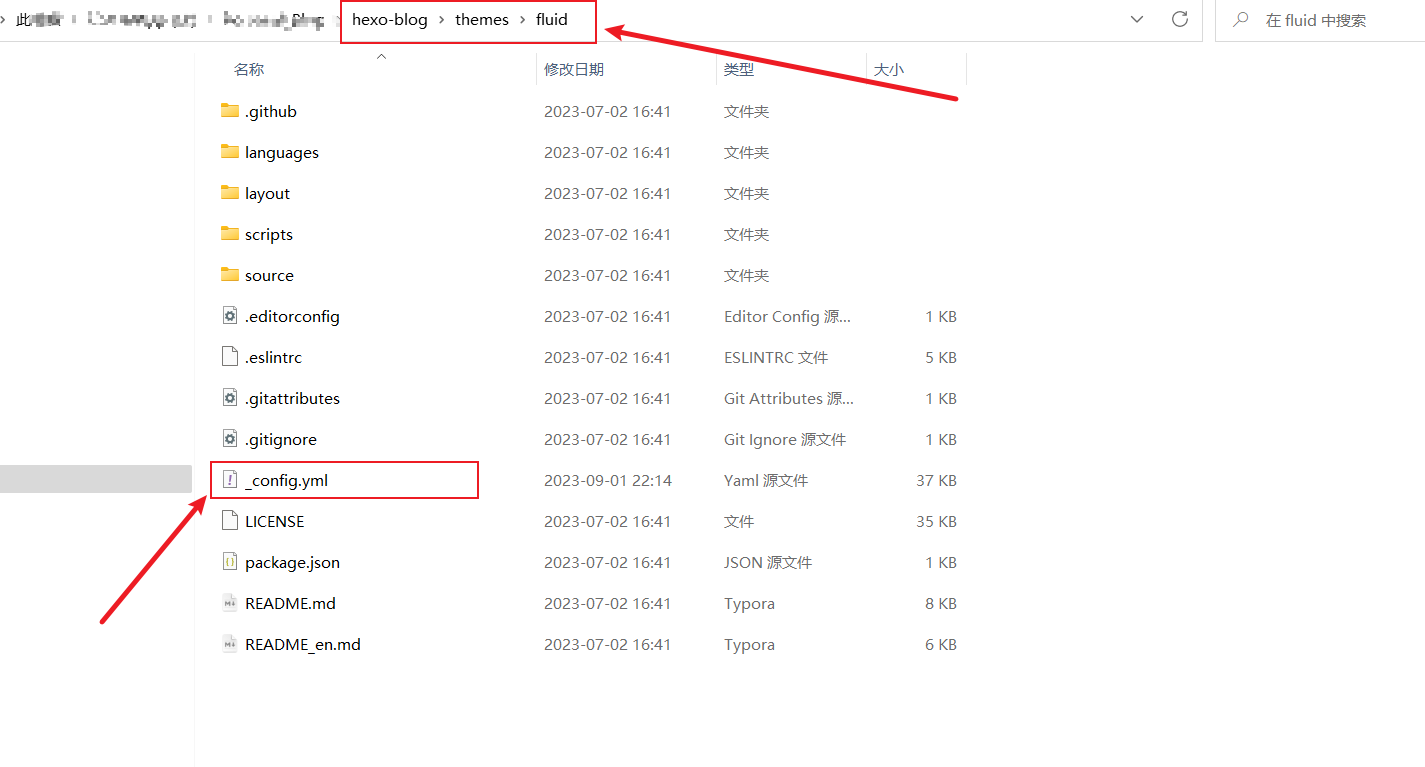 hexo-blog › themes › fluid 在 fluid 中搜索
名称 修改日期 类型 大小
.github 2023-07-02 16:41 文件夹
languages 2023-07-02 16:41 文件夹
layout 2023-07-02 16:41 文件夹
scripts 2023-07-02 16:41 文件夹
source 2023-07-02 16:41 文件夹
.editorconfig 2023-07-02 16:41 Editor Config 源... 1 KB
.eslintrc 2023-07-02 16:41 ESLINTRC 文件 5 KB
.gitattributes 2023-07-02 16:41 Git Attributes 源... 1 KB
.gitignore 2023-07-02 16:41 Git Ignore 源文件 1 KB
_config.yml 2023-09-01 22:14 Yaml 源文件 37 KB
LICENSE 2023-07-02 16:41 文件 35 KB
package.json 2023-07-02 16:41 JSON 源文件 1 KB
README.md 2023-07-02 16:41 Typora 8 KB
README_en.md 2023-07-02 16:41 Typora 6 KB